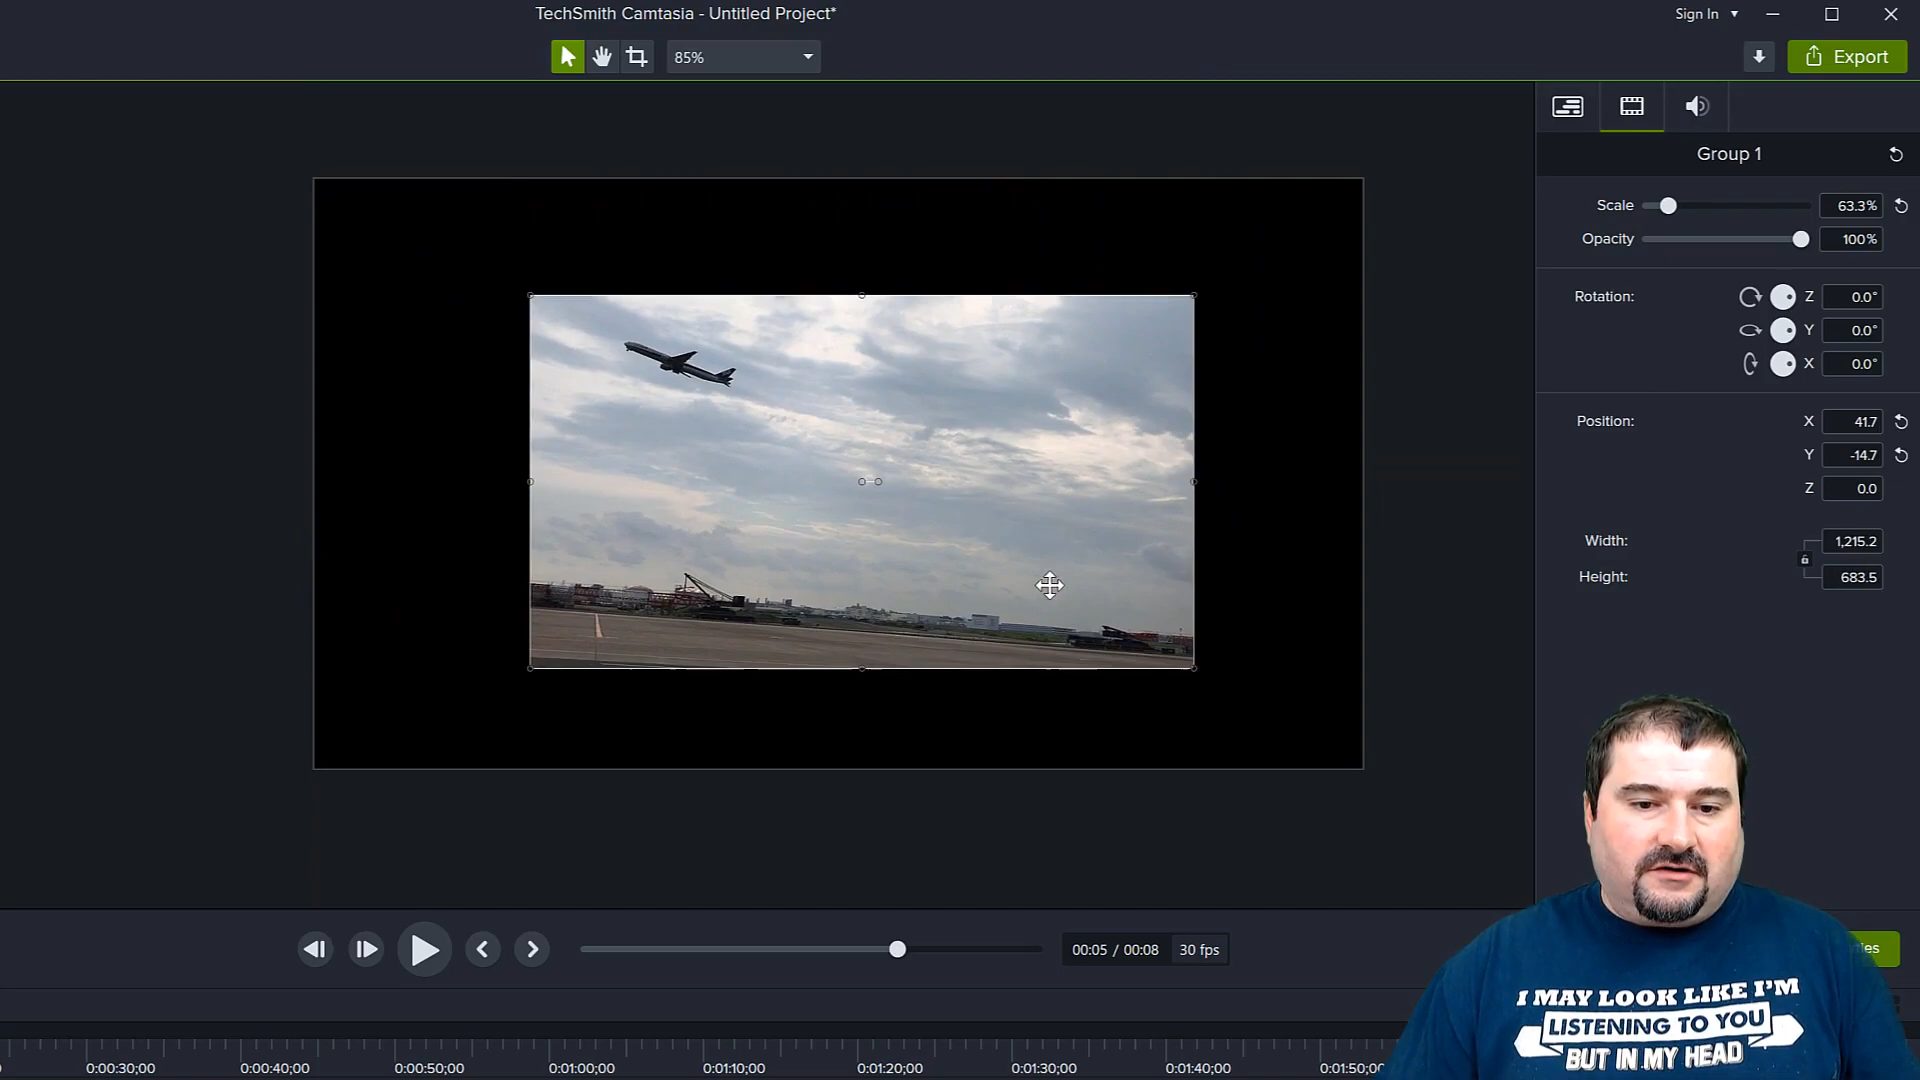 TechSmith Camtasia - Untitled Project*
Sign In
85%
Export
Group 1
Scale 63.3%
Opacity 100%
Rotation: Z 0.0°
Y 0.0°
X 0.0°
Position: X 41.7
Y -14.7
Z 0.0
Width: 1,215.2
Height: 683.5
00:05 / 00:08 30 fps
I MAY LOOK LIKE I'M
LISTENING TO YOU
BUT IN MY HEAD
0:00:30;00 0:00:40;00 0:00:50;00 0:01:00;00 0:01:10;00 0:01:20;00 0:01:30;00 0:01:40;00